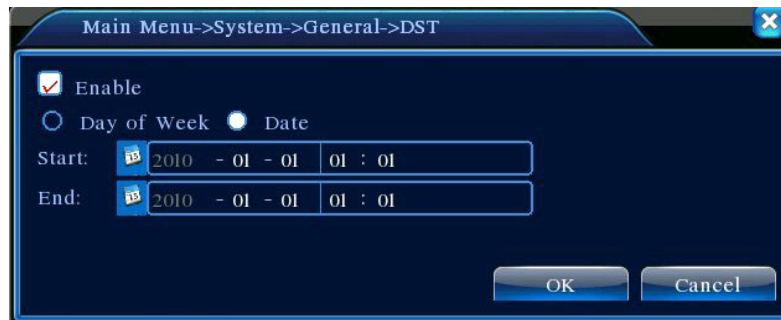 Main Menu->System->General->DST
Enable
Day of Week Date
Start: 2010 - 01 - 01 01 : 01
End: 2010 - 01 - 01 01 : 01
OK Cancel